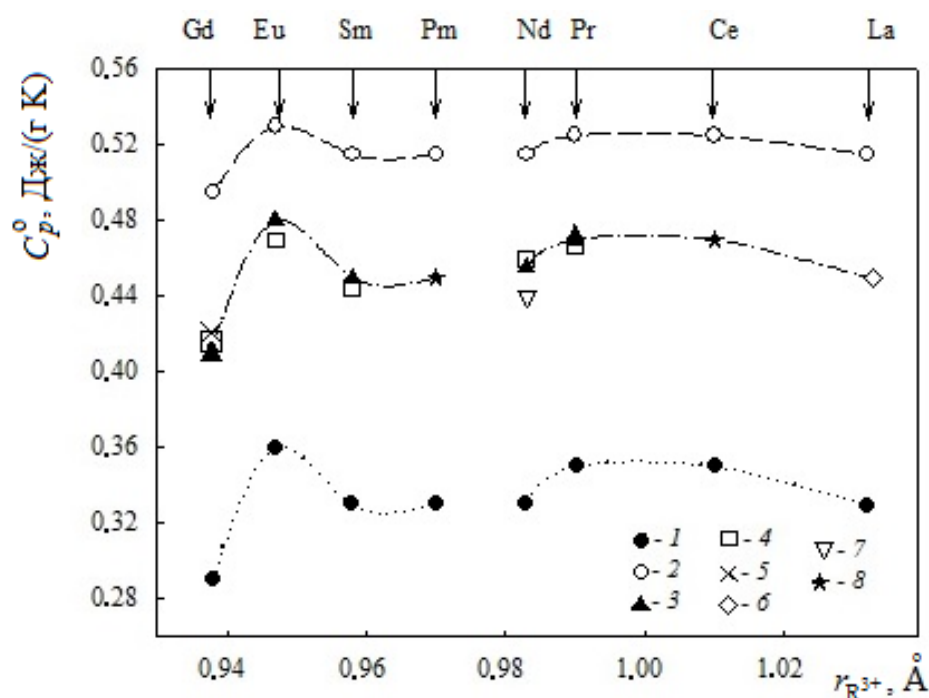 Gd Eu Sm Pm Nd Pr Ce La
C°p, Дж/(г К)
0.56
0.52
0.48
0.44
0.40
0.36
0.32
0.28
- 1 - 4 - 7
- 2 - 5 - 8
- 3 - 6
0.94 0.96 0.98 1.00 1.02
rR3+, Å